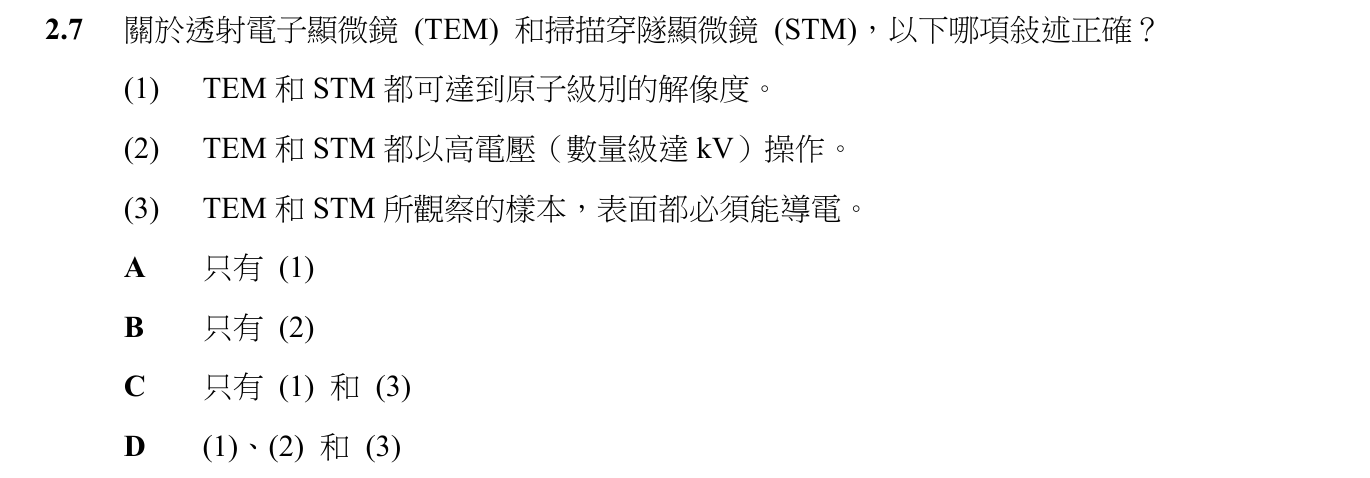 2.7 關於透射電子顯微鏡 (TEM) 和掃描穿隧顯微鏡 (STM)，以下哪項敍述正確？
(1) TEM 和 STM 都可達到原子級別的解像度。
(2) TEM 和 STM 都以高電壓（數量級達 kV）操作。
(3) TEM 和 STM 所觀察的樣本，表面都必須能導電。
A 只有 (1)
B 只有 (2)
C 只有 (1) 和 (3)
D (1)、(2) 和 (3)